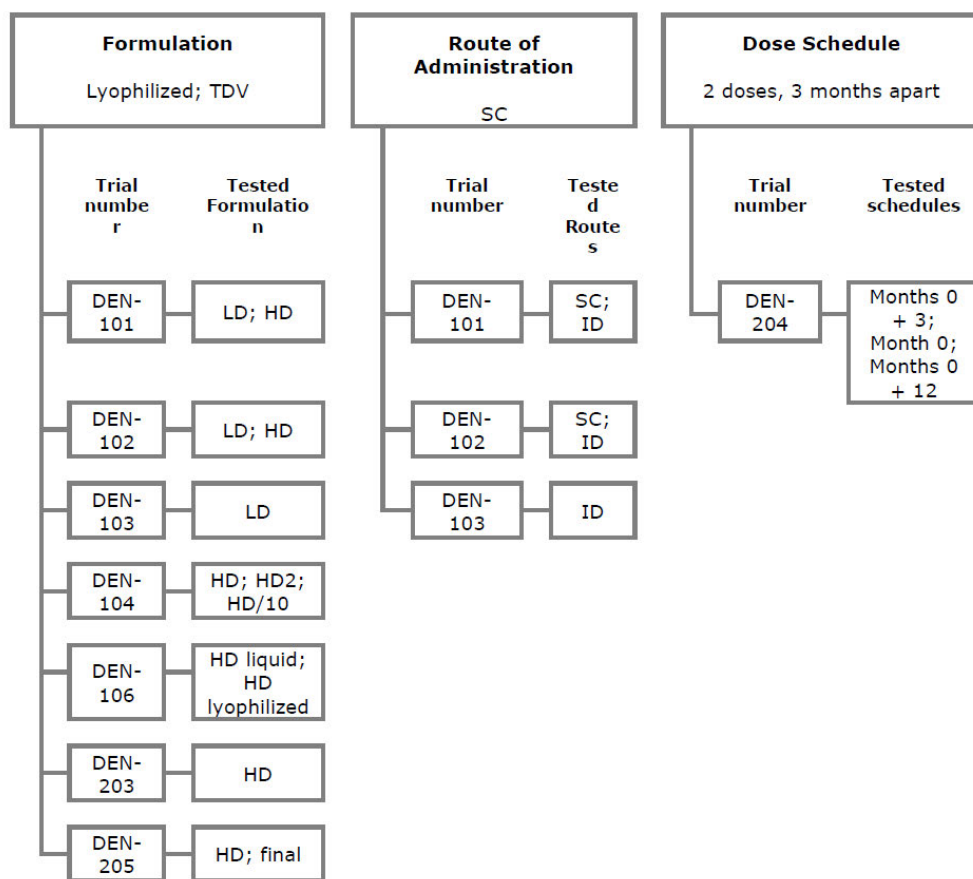 Formulation
Lyophilized; TDV
Trial
numbe
r
Tested
Formulatio
n
DEN-
101
LD; HD
DEN-
102
LD; HD
DEN-
103
LD
DEN-
104
HD; HD2;
HD/10
DEN-
106
HD liquid;
HD
lyophilized
DEN-
203
HD
DEN-
205
HD; final
Route of
Administration
SC
Trial
number
Teste
d
Route
s
DEN-
101
SC;
ID
DEN-
102
SC;
ID
DEN-
103
ID
Dose Schedule
2 doses, 3 months apart
Trial
number
Tested
schedules
DEN-
204
Months 0
+ 3;
Month 0;
Months 0
+ 12